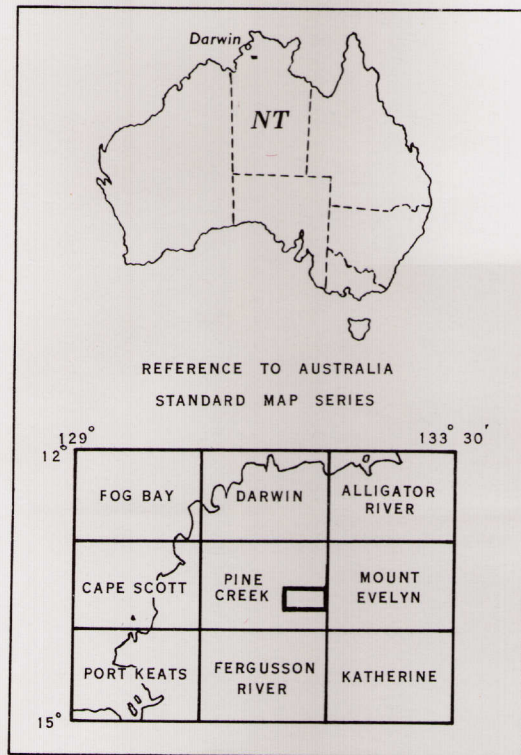 Darwin
NT
REFERENCE TO AUSTRALIA
STANDARD MAP SERIES
129° 133° 30'
12°
FOG BAY DARWIN ALLIGATOR
RIVER
CAPE SCOTT PINE
CREEK MOUNT
EVELYN
PORT KEATS FERGUSSON
RIVER KATHERINE
15°